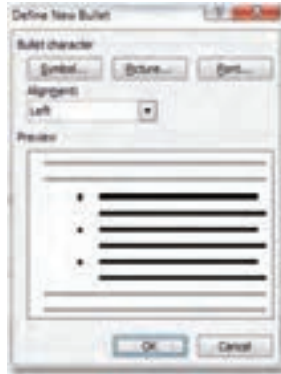 Define New Bullet
Bullet character
Symbol... Picture... Font...
Alignment:
Left
Preview
OK Cancel